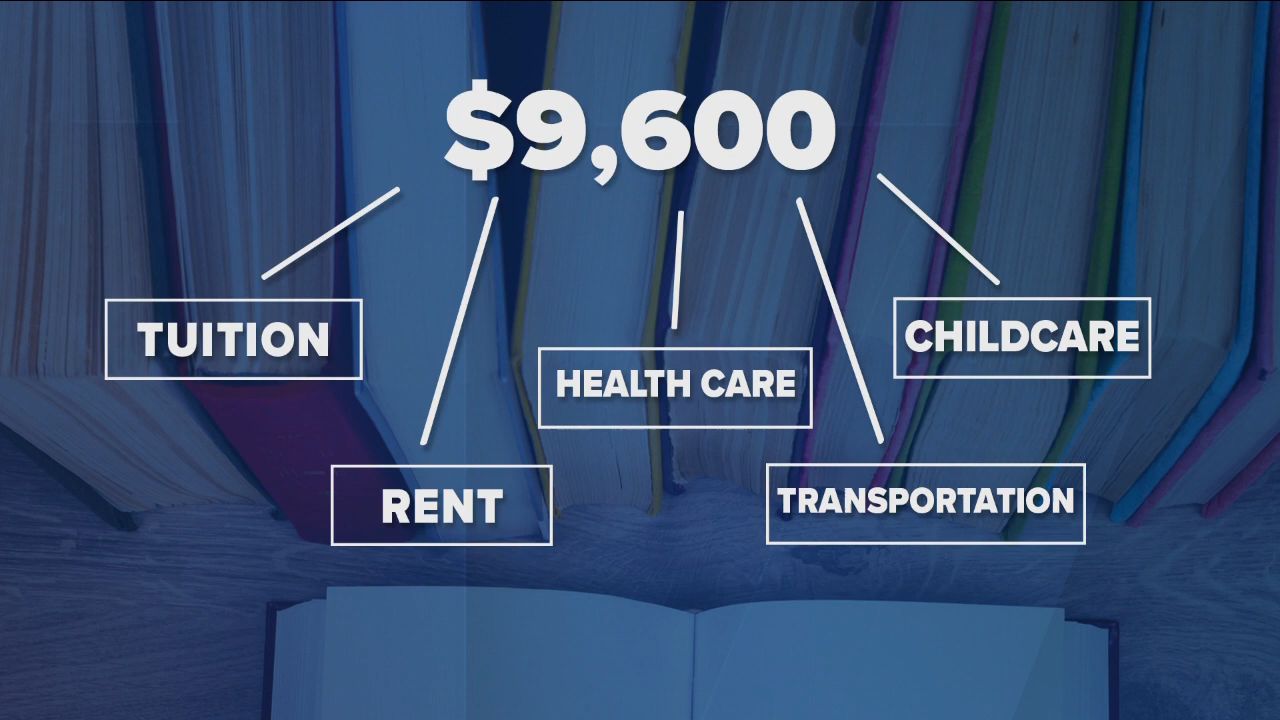 $9,600
TUITION
CHILDCARE
HEALTH CARE
RENT
TRANSPORTATION